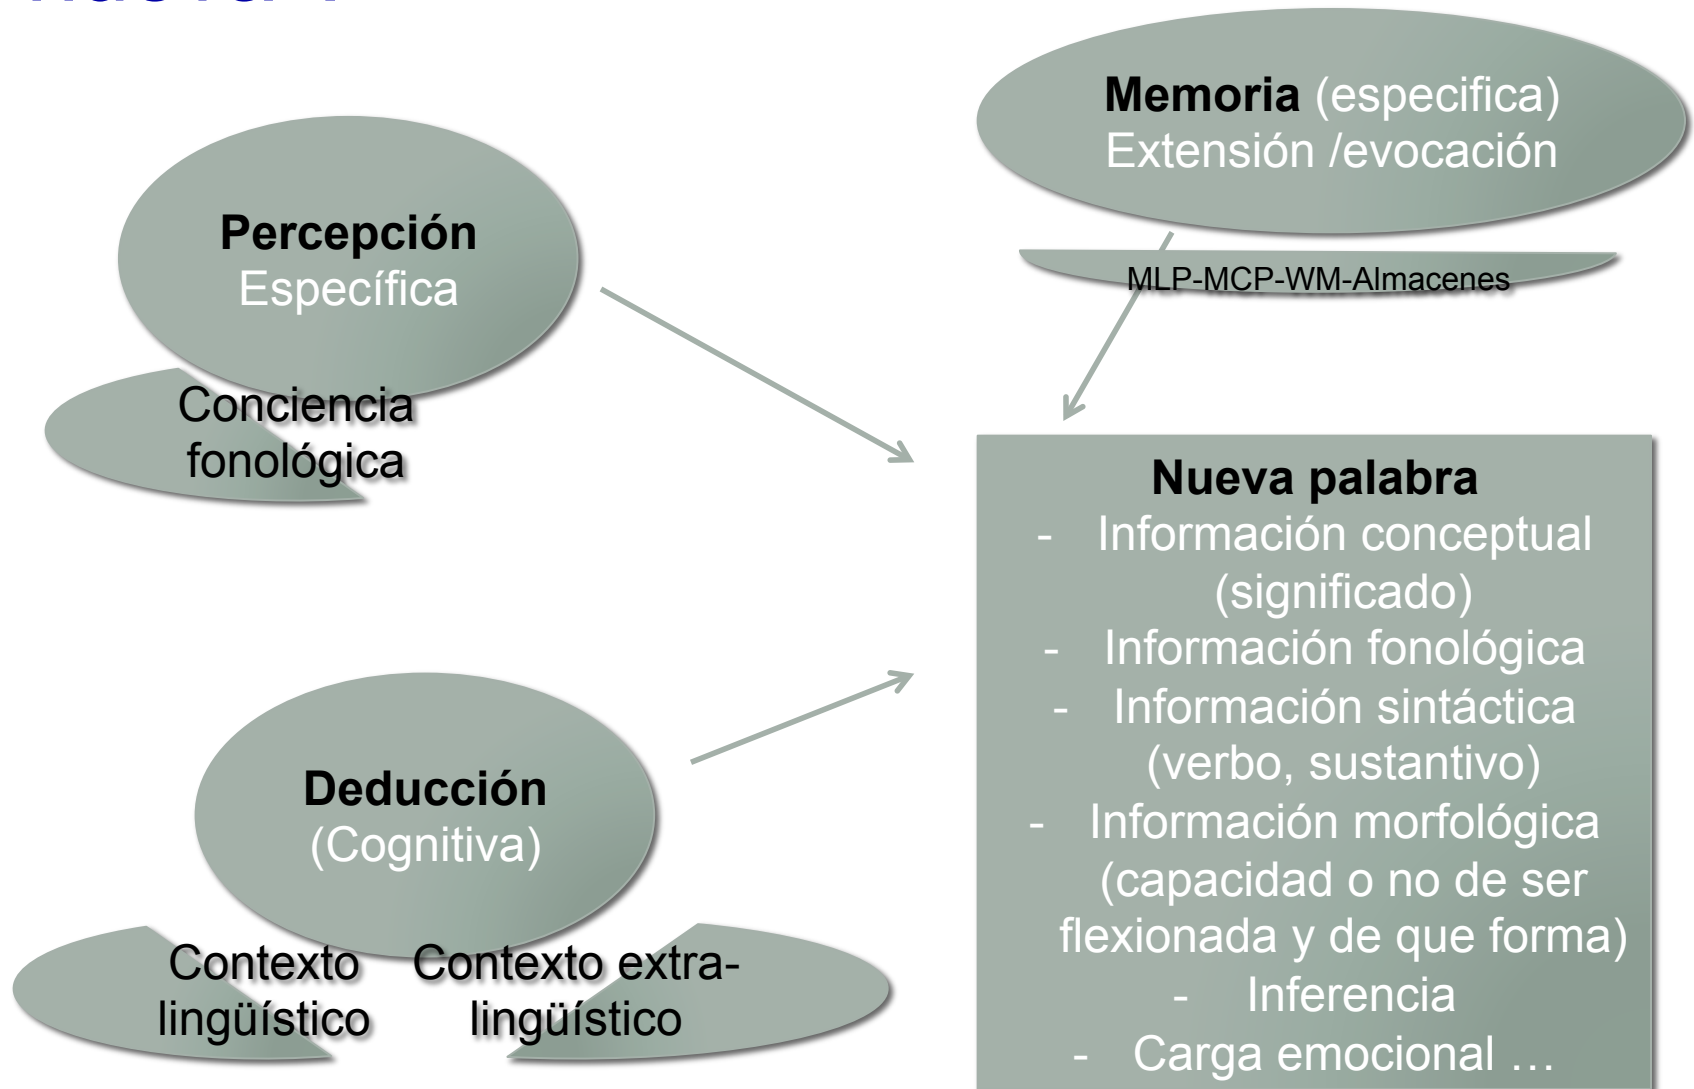 Memoria (especifica)
Extensión /evocación
MLP-MCP-WM-Almacenes
Percepción
Específica
Conciencia
fonológica
Deducción
(Cognitiva)
Contexto
lingüístico
Contexto extra-
lingüístico
Nueva palabra
- Información conceptual
(significado)
- Información fonológica
- Información sintáctica
(verbo, sustantivo)
- Información morfológica
(capacidad o no de ser
flexionada y de que forma)
- Inferencia
- Carga emocional …